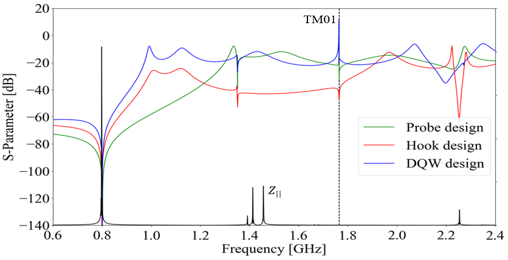 TM01
20
0
−20
−40
−60
−80
−100
−120
−140
S-Parameter [dB]
Z||
Probe design
Hook design
DQW design
0.6 0.8 1.0 1.2 1.4 1.6 1.8 2.0 2.2 2.4
Frequency [GHz]